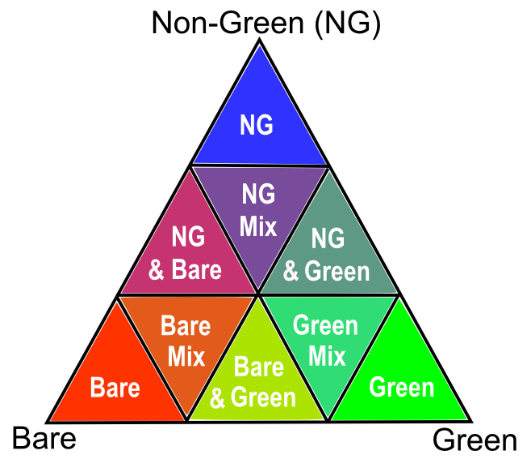 Non-Green (NG)
NG
NG
Mix
NG
& Bare
NG
& Green
Bare
Bare
Mix
Bare
& Green
Green
Mix
Green
Bare
Green